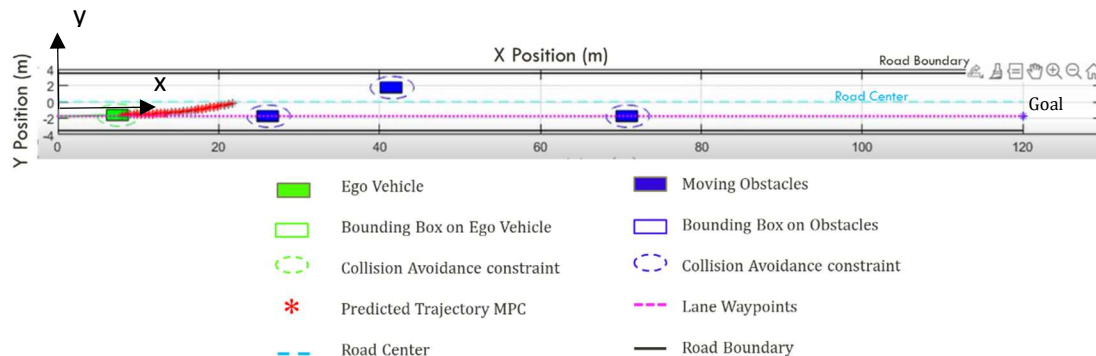 y
X Position (m)
Road Boundary
Y Position (m)
4
2
0
-2
-4
x
Road Center
Goal
0
20
40
60
80
100
120
Ego Vehicle
Moving Obstacles
Bounding Box on Ego Vehicle
Bounding Box on Obstacles
Collision Avoidance constraint
Collision Avoidance constraint
Predicted Trajectory MPC
Lane Waypoints
Road Center
Road Boundary